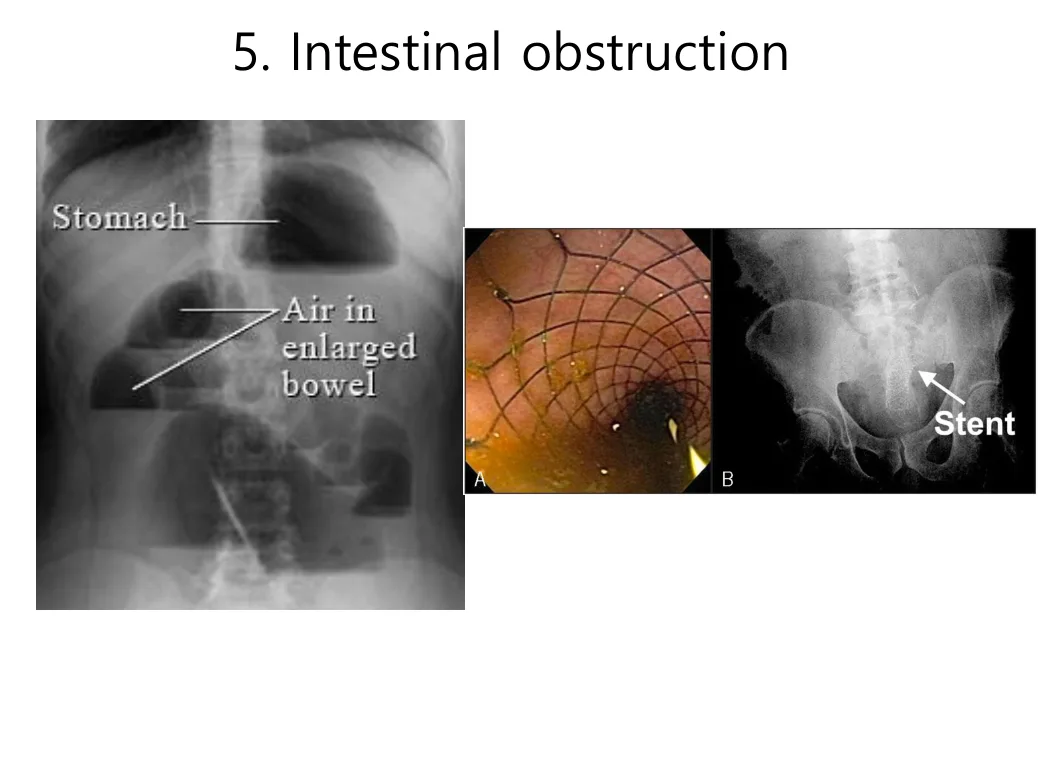 5. Intestinal obstruction
Stomach
Air in
enlarged
bowel
A
B
Stent